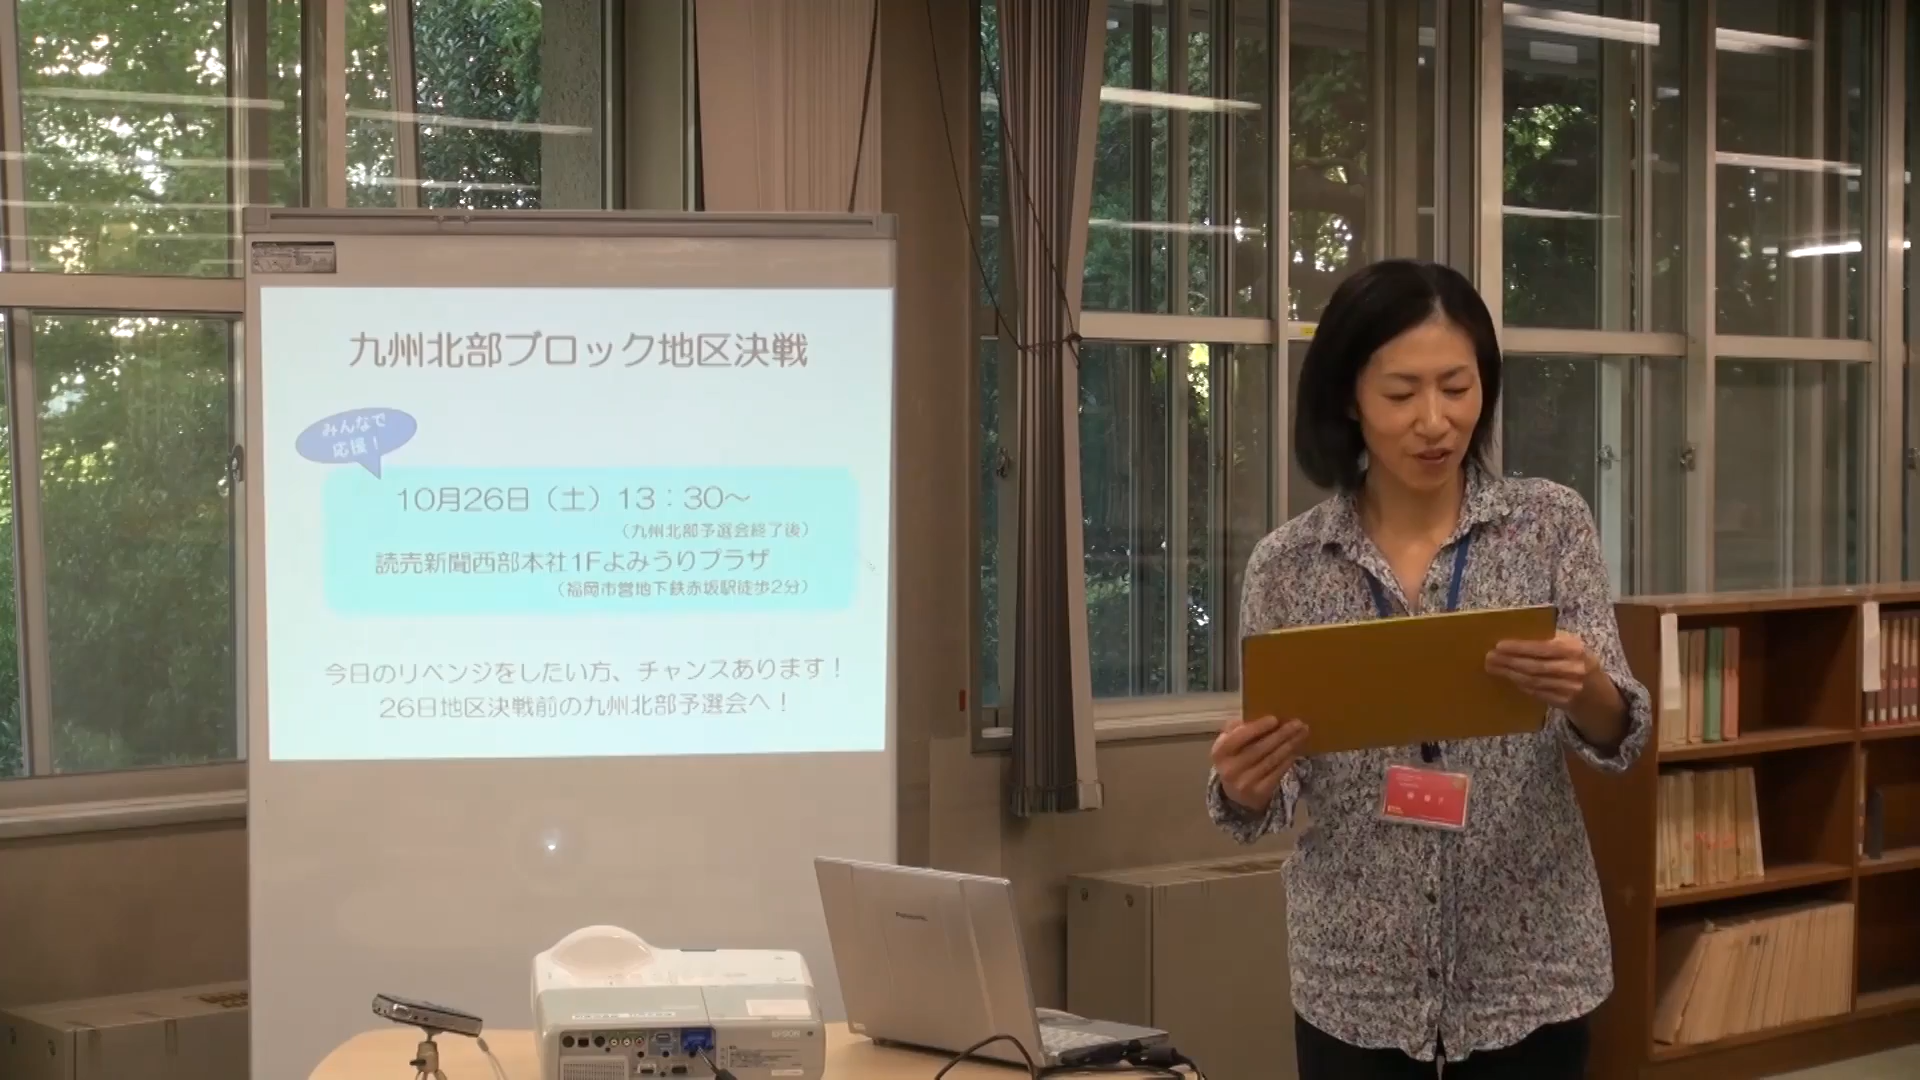 九州北部ブロック地区決戦
みんなで
応援！
10月26日（土）13：30～
（九州北部予選会終了後）
読売新聞西部本社1Fよみうりプラザ
（福岡市営地下鉄赤坂駅徒歩2分）
今日のリベンジをしたい方、チャンスあります！
26日地区決戦前の九州北部予選会へ！
Panasonic
EPSON